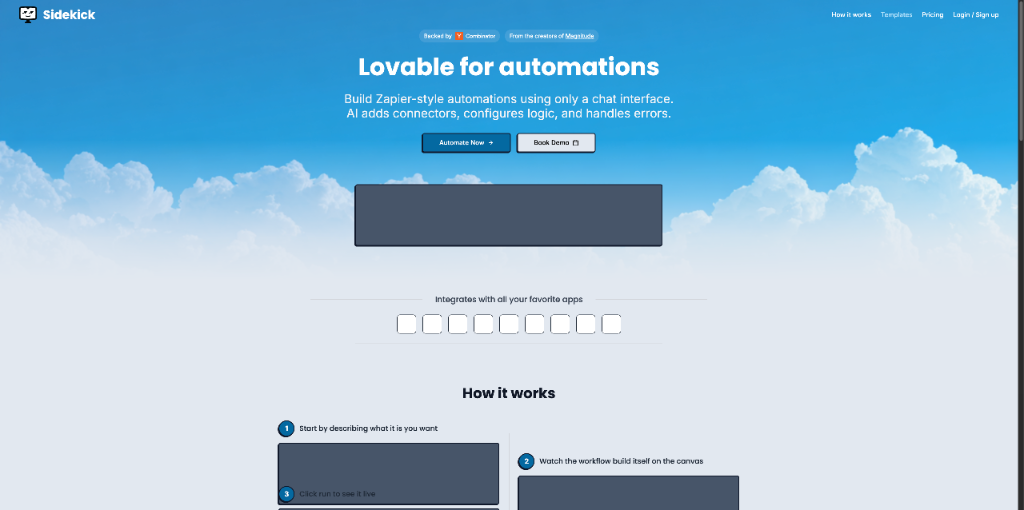 Sidekick
How it works Templates Pricing Login / Sign up
Backed by Y Combinator From the creators of Magnitude
Lovable for automations
Build Zapier-style automations using only a chat interface.
AI adds connectors, configures logic, and handles errors.
Automate Now → Book Demo
Integrates with all your favorite apps
How it works
1 Start by describing what it is you want
2 Watch the workflow build itself on the canvas
3 Click run to see it live